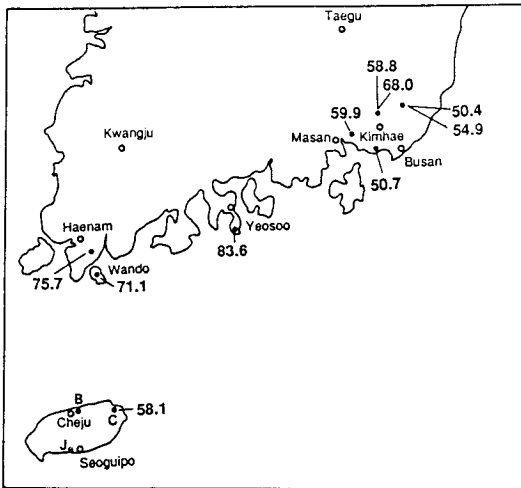 Taegu
58.8
68.0
59.9
50.4
Kwangju
Masan
Kimhae
54.9
Busan
50.7
Haenam
Yeosoo
83.6
Wando
75.7
71.1
B
58.1
Cheju
C
J
Seoguipo